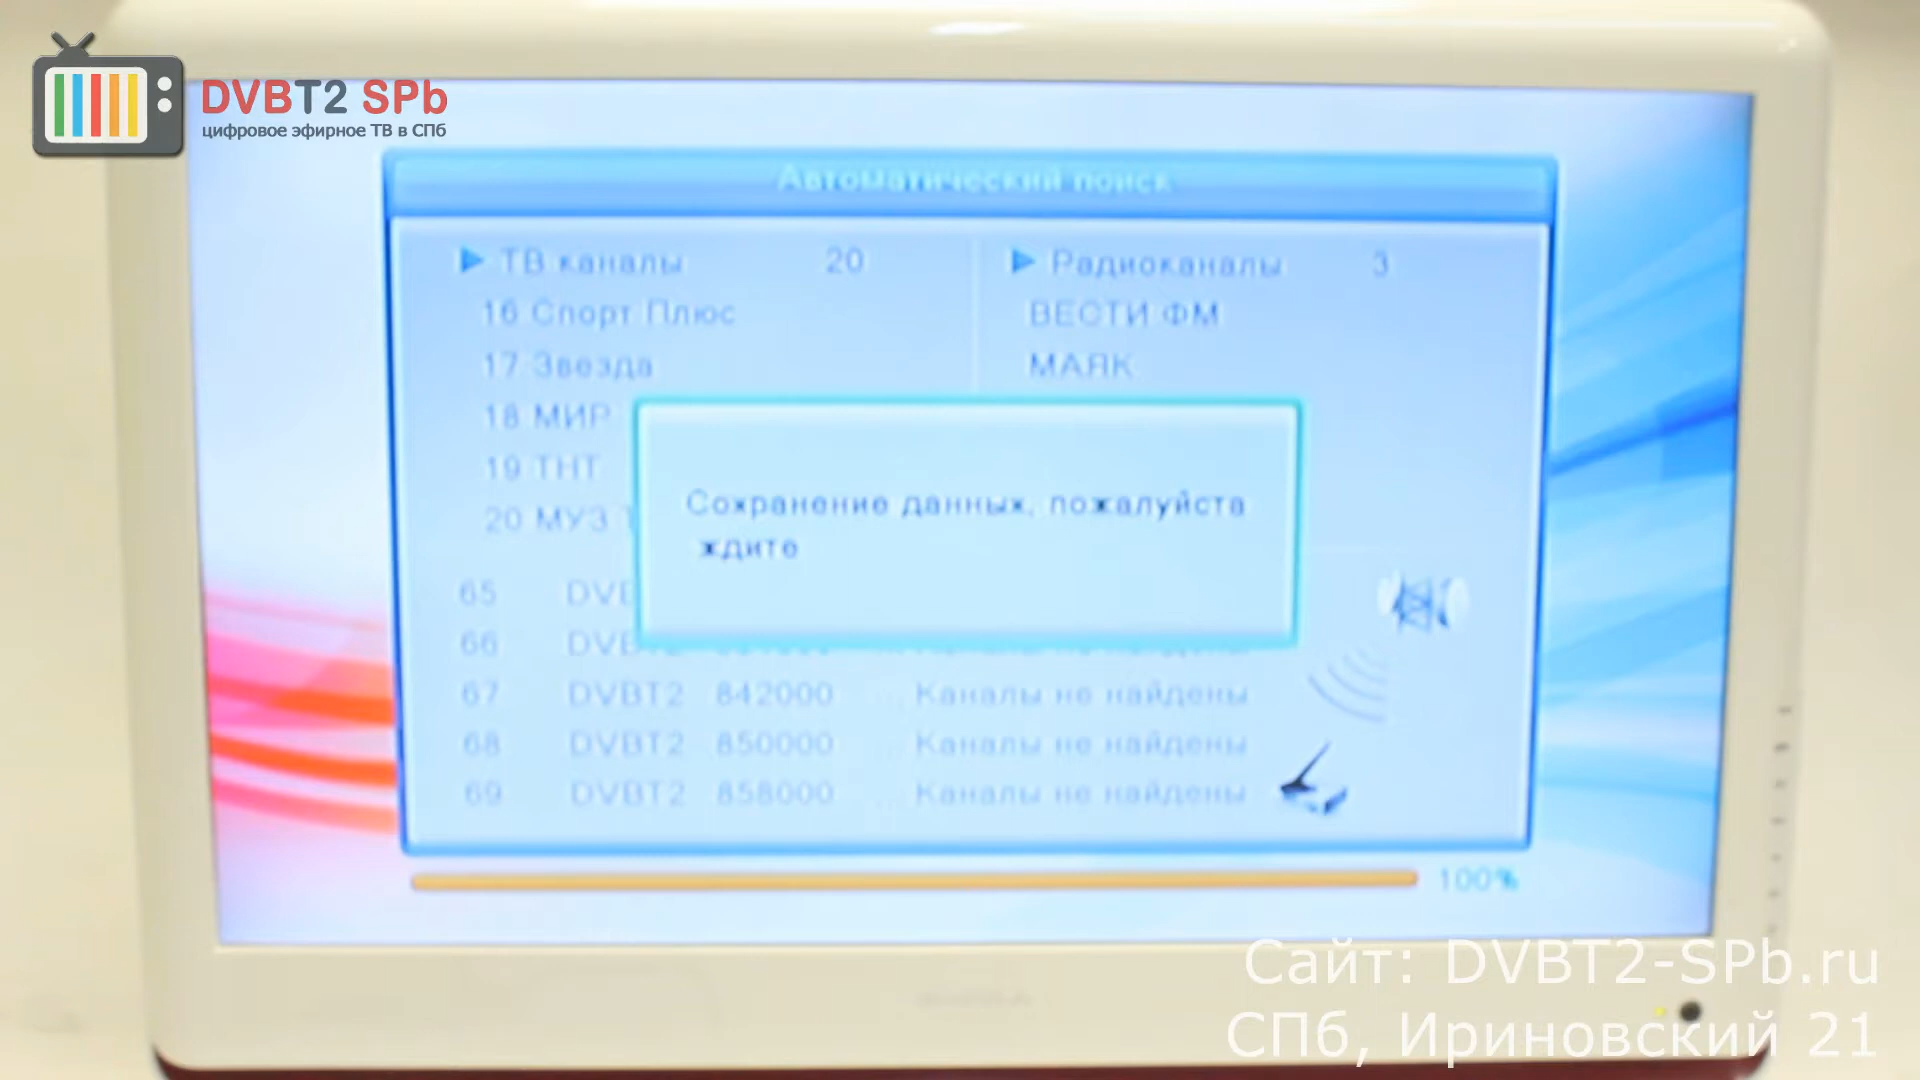 DVBT2 SPb
цифровое эфирное ТВ в СПб
Автоматический поиск
ТВ каналы 20
Радиоканалы 3
16 Спорт Плюс
ВЕСТИ ФМ
17 Звезда
МАЯК
18 МИР
19 ТНТ
20 МУЗ
Сохранение данных, пожалуйста
ждите
65
66
67 DVBT2 842000 ... Каналы не найдены
68 DVBT2 850000 ... Каналы не найдены
69 DVBT2 858000 ... Каналы не найдены
100%
Сайт: DVBT2-SPb.ru
СПб, Ириновский 21